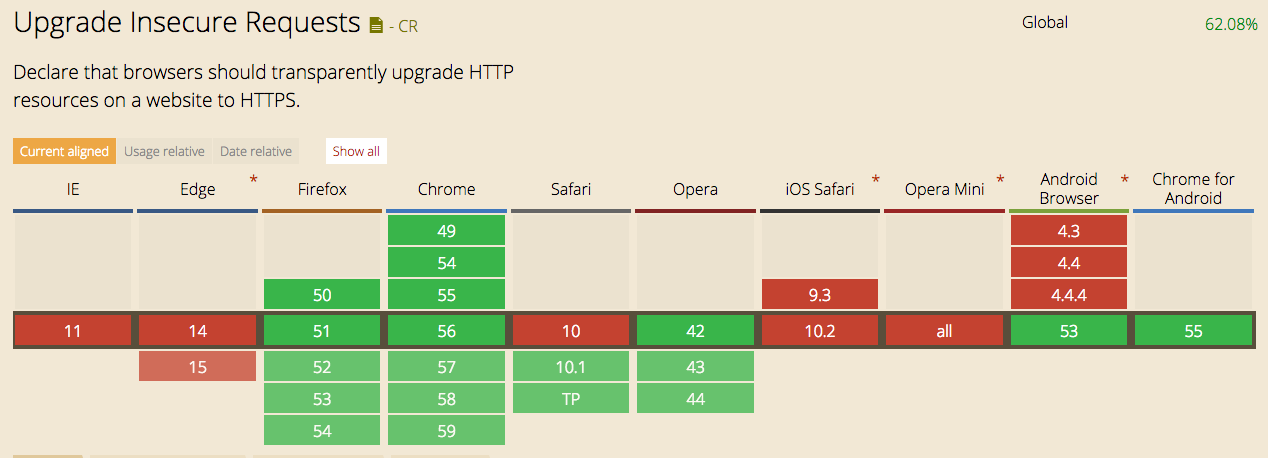 Upgrade Insecure Requests - CR
Global 62.08%
Declare that browsers should transparently upgrade HTTP
resources on a website to HTTPS.
Current aligned Usage relative Date relative Show all
IE Edge * Firefox Chrome Safari Opera iOS Safari * Opera Mini * Android Browser * Chrome for Android
49 4.3
54 4.4
50 55 9.3 4.4.4
11 14 51 56 10 42 10.2 all 53 55
15 52 57 10.1 43
53 58 TP 44
54 59